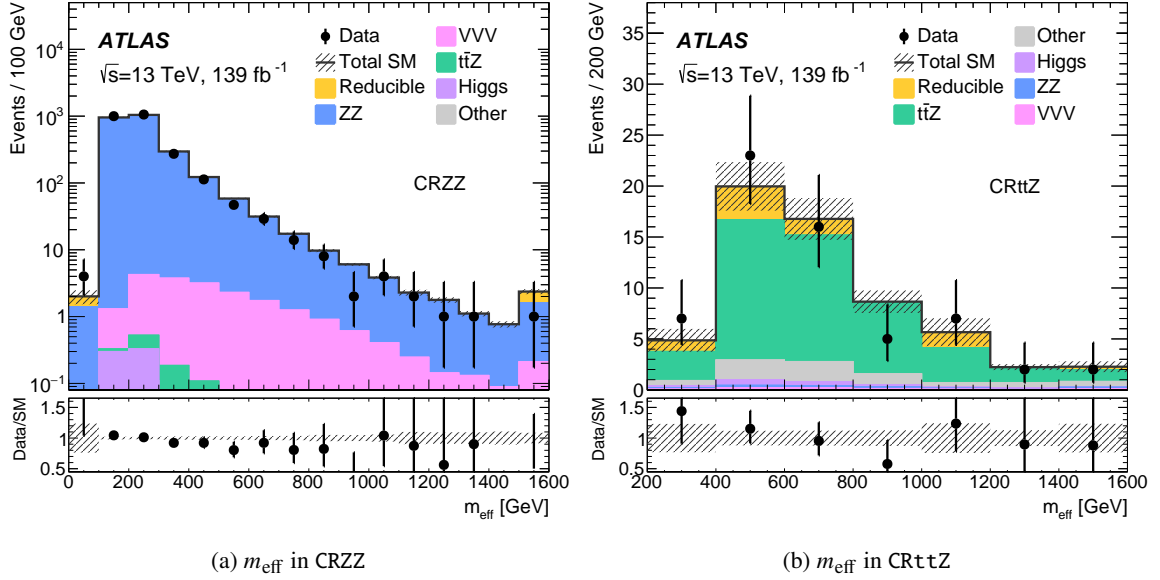 Events / 100 GeV
10⁴
10³
10²
10
1
10⁻¹
ATLAS
√s=13 TeV, 139 fb⁻¹
Data
Total SM
Reducible
ZZ
VVV
tt̄Z
Higgs
Other
CRZZ
Data/SM
1.5
1
0.5
0 200 400 600 800 1000 1200 1400 1600
m_eff [GeV]
(a) m_eff in CRZZ
Events / 200 GeV
35
30
25
20
15
10
5
0
ATLAS
√s=13 TeV, 139 fb⁻¹
Data
Total SM
Reducible
tt̄Z
Other
Higgs
ZZ
VVV
CRttZ
Data/SM
1.5
1
0.5
200 400 600 800 1000 1200 1400 1600
m_eff [GeV]
(b) m_eff in CRttZ